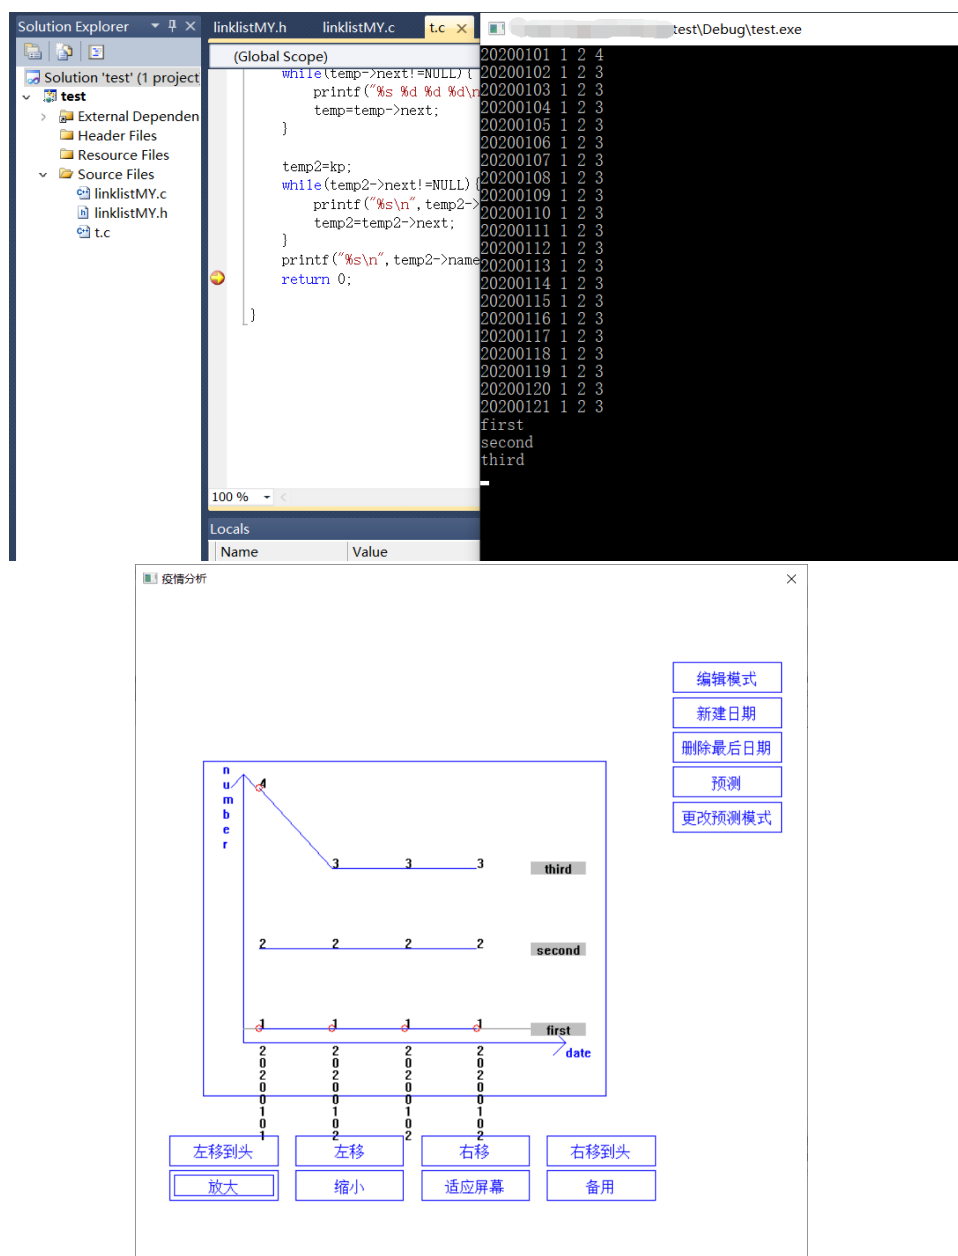 Solution Explorer
Solution 'test' (1 project
test
External Dependen
Header Files
Resource Files
Source Files
linklistMY.c
linklistMY.h
t.c
linklistMY.h linklistMY.c t.c
(Global Scope)
while(temp->next!=NULL){
printf("%s %d %d %d\n
temp=temp->next;
}
temp2=kp;
while(temp2->next!=NULL){
printf("%s\n",temp2->
temp2=temp2->next;
}
printf("%s\n",temp2->name
return 0;
}
100 %
Locals
Name Value
test\Debug\test.exe
20200101 1 2 4
20200102 1 2 3
20200103 1 2 3
20200104 1 2 3
20200105 1 2 3
20200106 1 2 3
20200107 1 2 3
20200108 1 2 3
20200109 1 2 3
20200110 1 2 3
20200111 1 2 3
20200112 1 2 3
20200113 1 2 3
20200114 1 2 3
20200115 1 2 3
20200116 1 2 3
20200117 1 2 3
20200118 1 2 3
20200119 1 2 3
20200120 1 2 3
20200121 1 2 3
first
second
third
疫情分析
编辑模式
新建日期
删除最后日期
预测
更改预测模式
number
4
3 3 3 third
2 2 2 2 second
1 1 1 1 first
date
20200101 20200102 20200102 20200102
左移到头 左移 右移 右移到头
放大 缩小 适应屏幕 备用